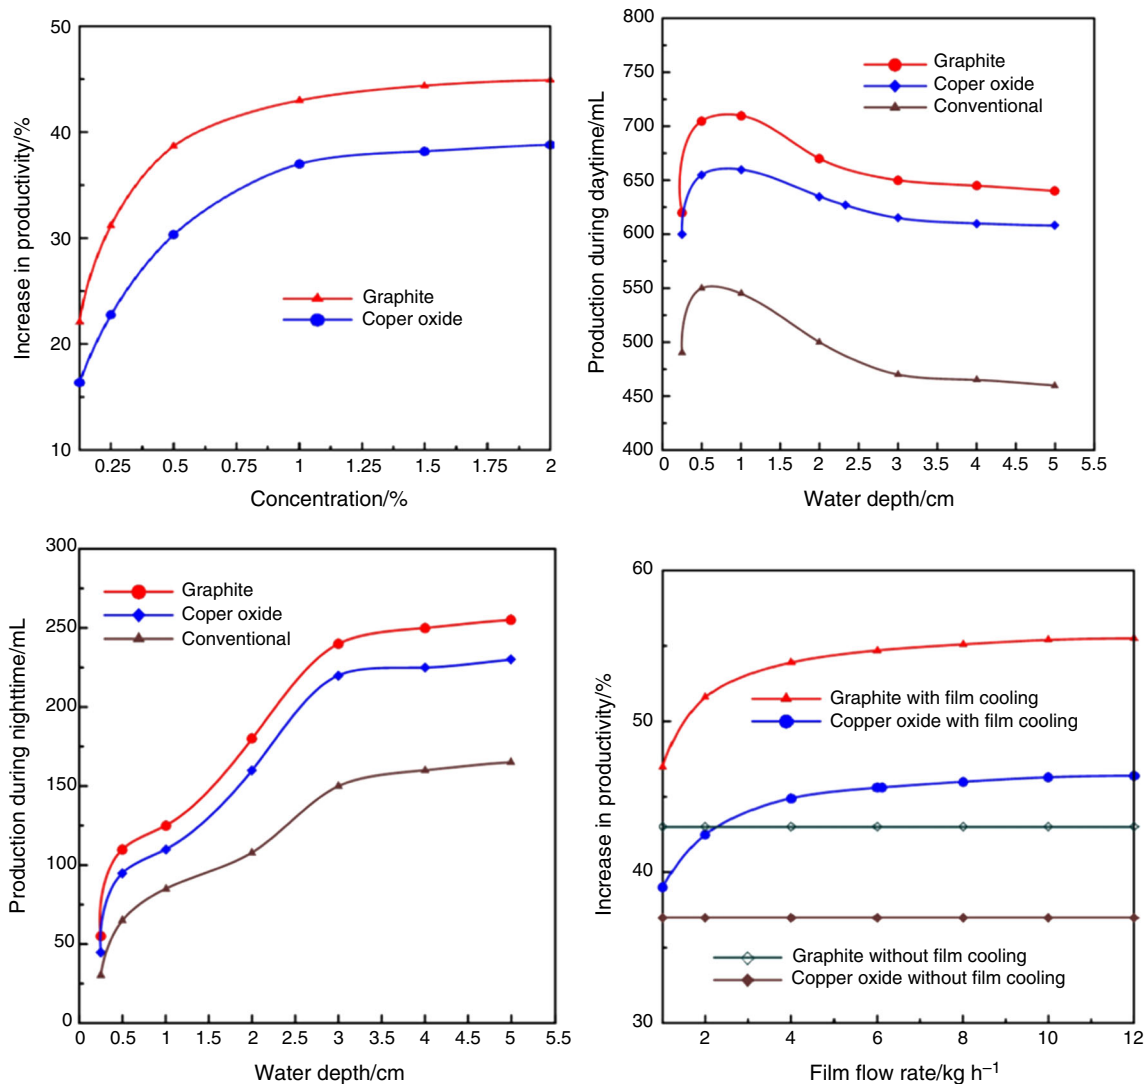 50
40
30
20
10
Increase in productivity/%
Graphite
Coper oxide
0.25 0.5 0.75 1 1.25 1.5 1.75 2
Concentration/%
800
750
700
650
600
550
500
450
400
Production during daytime/mL
Graphite
Coper oxide
Conventional
0 0.5 1 1.5 2 2.5 3 3.5 4 4.5 5 5.5
Water depth/cm
300
250
200
150
100
50
0
Production during nighttime/mL
Graphite
Coper oxide
Conventional
0 0.5 1 1.5 2 2.5 3 3.5 4 4.5 5 5.5
Water depth/cm
60
50
40
30
Increase in productivity/%
Graphite with film cooling
Copper oxide with film cooling
Graphite without film cooling
Copper oxide without film cooling
2 4 6 8 10 12
Film flow rate/kg h⁻¹